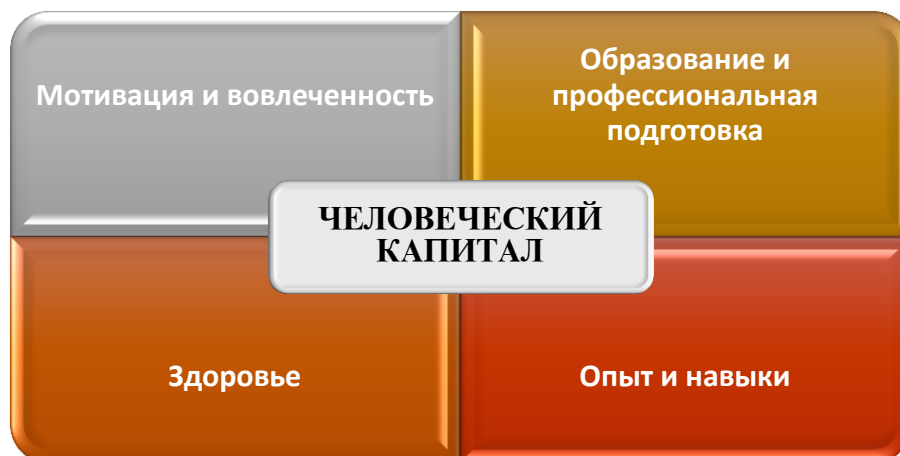 Мотивация и вовлеченность
Образование и
профессиональная
подготовка
ЧЕЛОВЕЧЕСКИЙ
КАПИТАЛ
Здоровье
Опыт и навыки